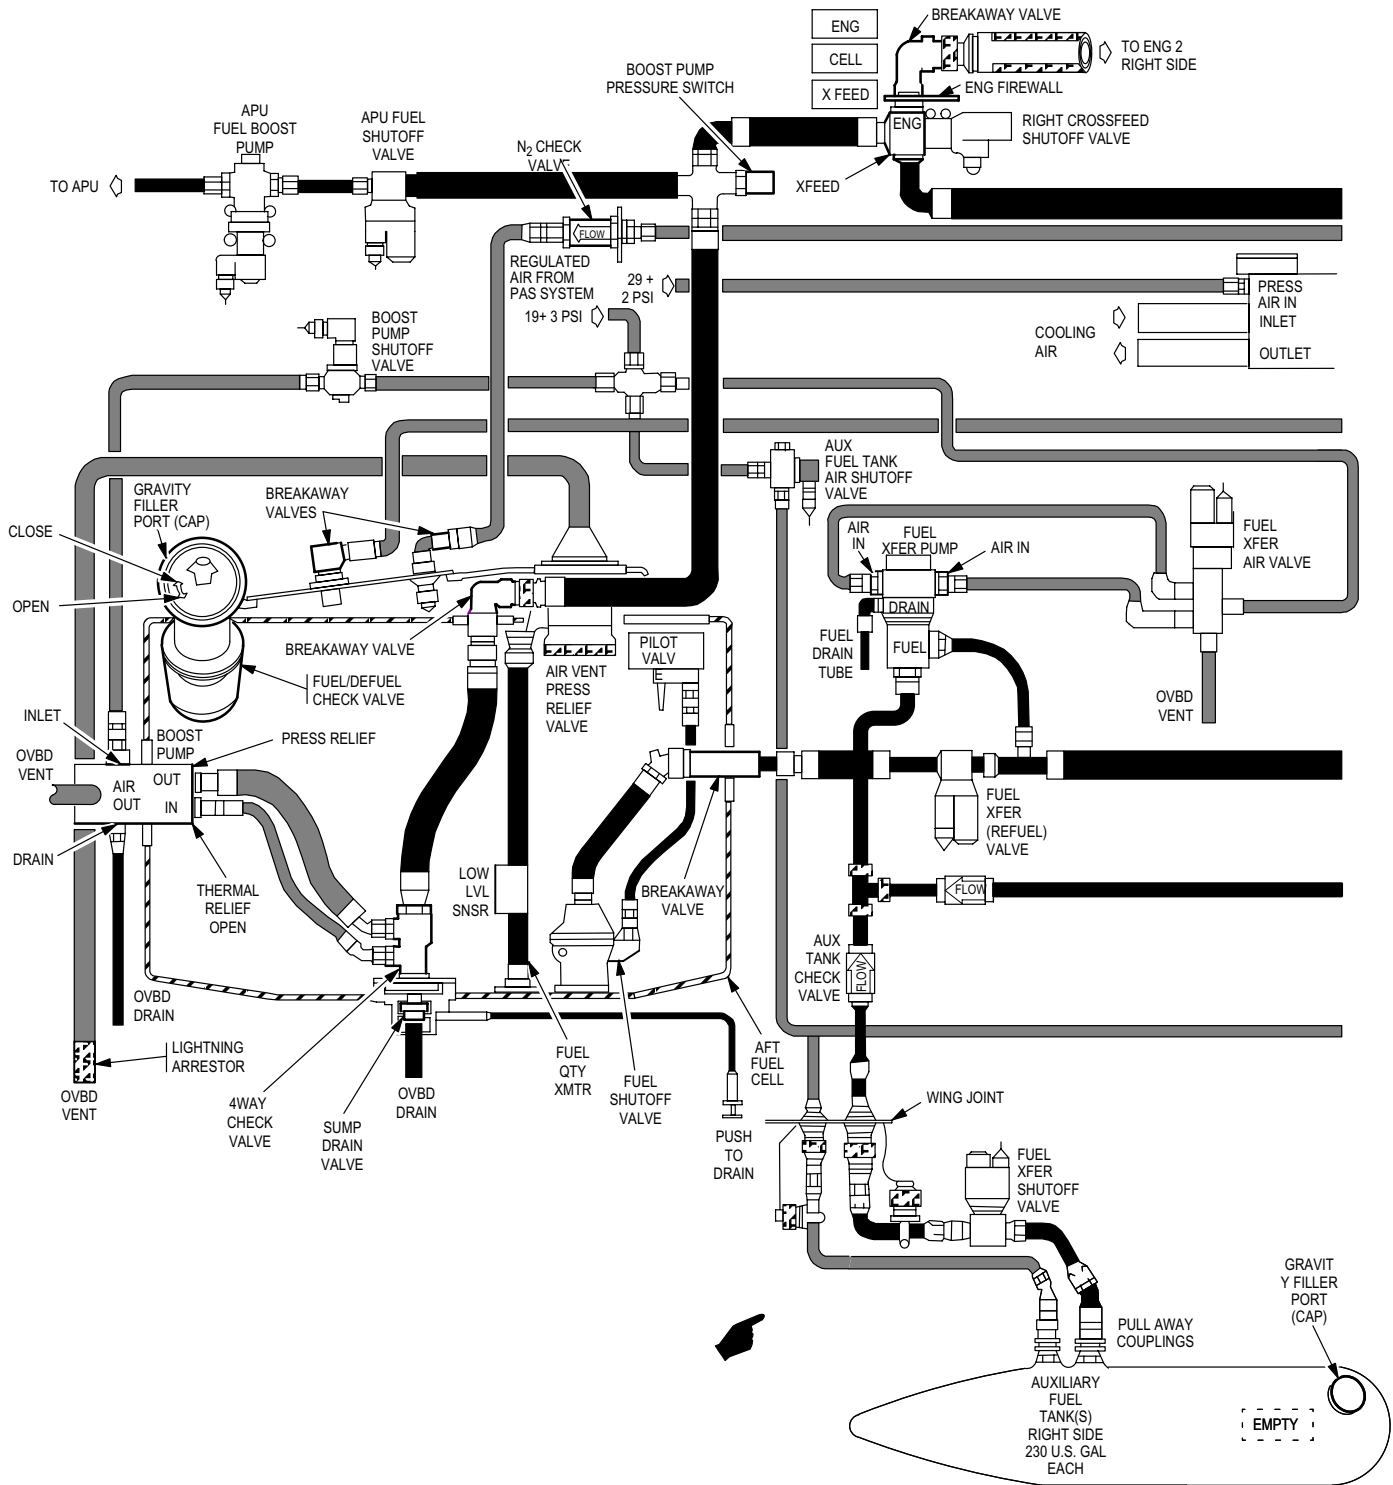 ENG
CELL
X FEED
BREAKAWAY VALVE
TO ENG 2
RIGHT SIDE
ENG FIREWALL
ENG
RIGHT CROSSFEED
SHUTOFF VALVE
XFEED
BOOST PUMP
PRESSURE SWITCH
APU
FUEL BOOST
PUMP
APU FUEL
SHUTOFF
VALVE
N2 CHECK
VALVE
TO APU
FLOW
REGULATED
AIR FROM
PAS SYSTEM
29 +
2 PSI
19+ 3 PSI
PRESS
AIR IN
INLET
OUTLET
COOLING
AIR
BOOST
PUMP
SHUTOFF
VALVE
AUX
FUEL TANK
AIR SHUTOFF
VALVE
GRAVITY
FILLER
PORT (CAP)
BREAKAWAY
VALVES
CLOSE
OPEN
AIR
IN
FUEL
XFER PUMP
AIR IN
FUEL
XFER
AIR VALVE
DRAIN
FUEL
FUEL
DRAIN
TUBE
OVBD
VENT
BREAKAWAY VALVE
PILOT
VALV
E
FUEL/DEFUEL
CHECK VALVE
AIR VENT
PRESS
RELIEF
VALVE
INLET
OVBD
VENT
BOOST
PUMP
PRESS RELIEF
AIR
OUT
OUT
IN
DRAIN
THERMAL
RELIEF
OPEN
LOW
LVL
SNSR
BREAKAWAY
VALVE
FUEL
XFER
(REFUEL)
VALVE
FLOW
AUX
TANK
CHECK
VALVE
FLOW
OVBD
DRAIN
LIGHTNING
ARRESTOR
OVBD
VENT
4WAY
CHECK
VALVE
SUMP
DRAIN
VALVE
OVBD
DRAIN
FUEL
QTY
XMTR
FUEL
SHUTOFF
VALVE
AFT
FUEL
CELL
PUSH
TO
DRAIN
WING JOINT
FUEL
XFER
SHUTOFF
VALVE
PULL AWAY
COUPLINGS
GRAVIT
Y FILLER
PORT
(CAP)
AUXILIARY
FUEL
TANK(S)
RIGHT SIDE
230 U.S. GAL
EACH
EMPTY